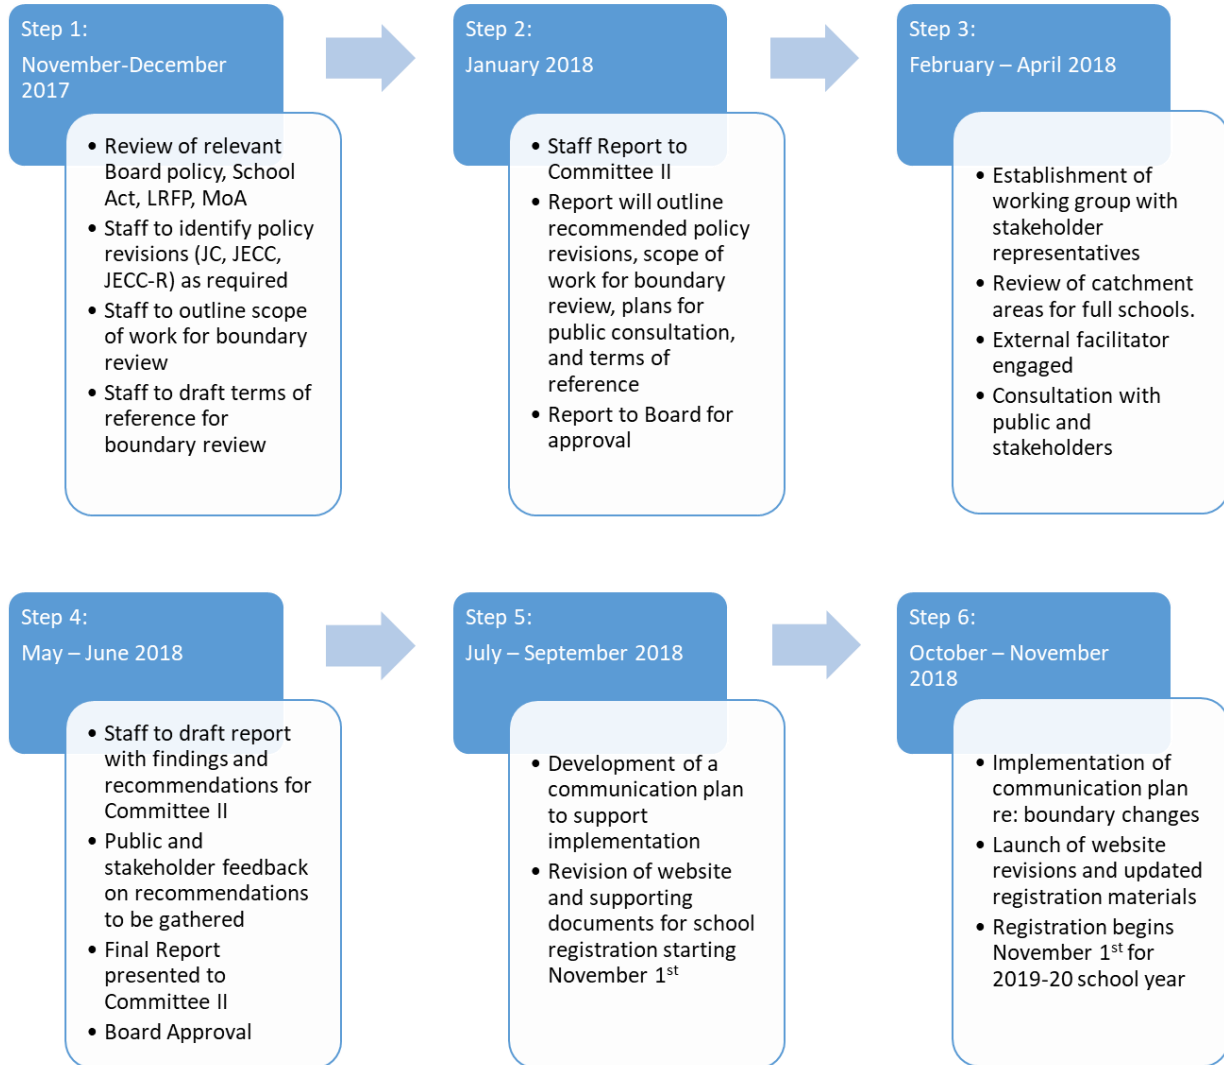 Step 1:
November-December
2017
• Review of relevant
Board policy, School
Act, LRFP, MoA
• Staff to identify policy
revisions (JC, JECC,
JECC-R) as required
• Staff to outline scope
of work for boundary
review
• Staff to draft terms of
reference for
boundary review
Step 2:
January 2018
• Staff Report to
Committee II
• Report will outline
recommended policy
revisions, scope of
work for boundary
review, plans for
public consultation,
and terms of
reference
• Report to Board for
approval
Step 3:
February – April 2018
• Establishment of
working group with
stakeholder
representatives
• Review of catchment
areas for full schools.
• External facilitator
engaged
• Consultation with
public and
stakeholders
Step 4:
May – June 2018
• Staff to draft report
with findings and
recommendations for
Committee II
• Public and
stakeholder feedback
on recommendations
to be gathered
• Final Report
presented to
Committee II
• Board Approval
Step 5:
July – September 2018
• Development of a
communication plan
to support
implementation
• Revision of website
and supporting
documents for school
registration starting
November 1st
Step 6:
October – November
2018
• Implementation of
communication plan
re: boundary changes
• Launch of website
revisions and updated
registration materials
• Registration begins
November 1st for
2019-20 school year